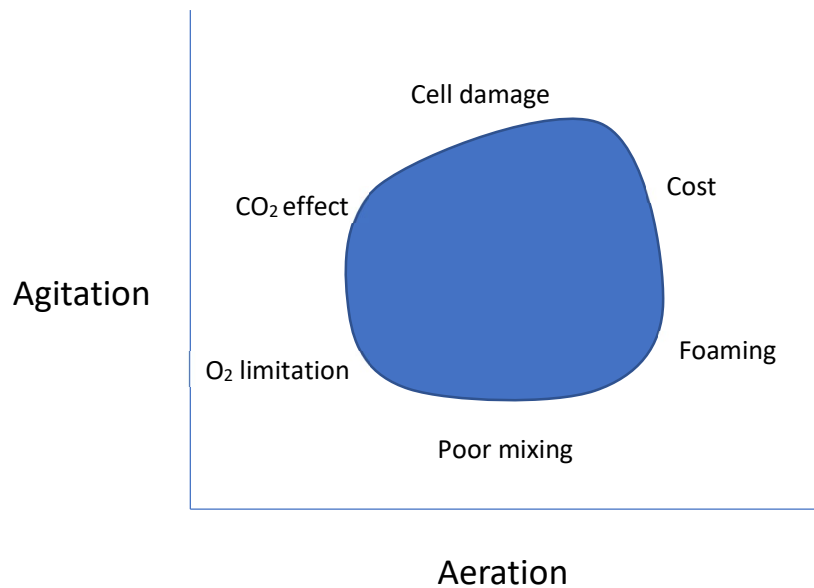 Cell damage
CO₂ effect
Cost
Agitation
O₂ limitation
Foaming
Poor mixing
Aeration